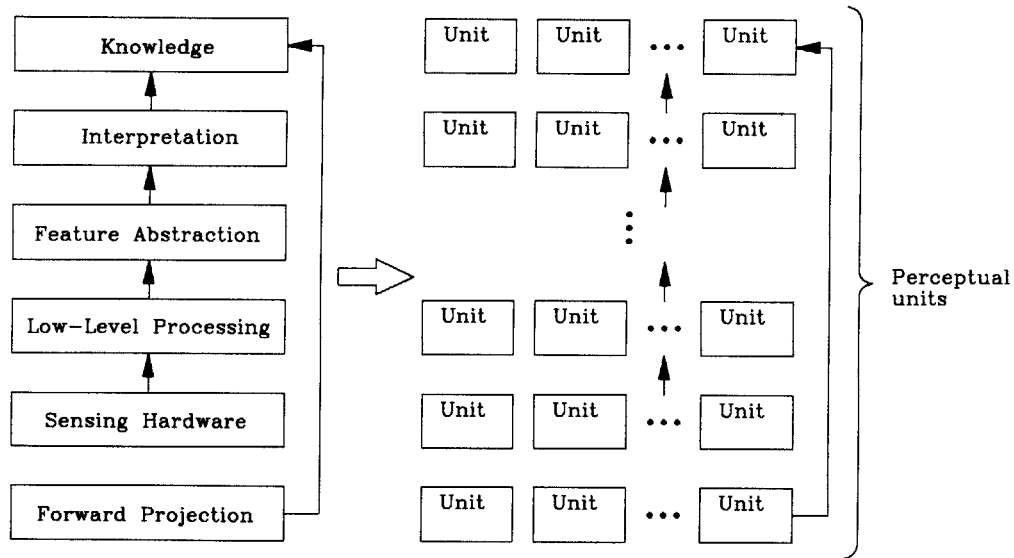 Knowledge
Interpretation
Feature Abstraction
Low-Level Processing
Sensing Hardware
Forward Projection
Unit Unit Unit
Unit Unit Unit
Unit Unit Unit
Unit Unit Unit
Unit Unit Unit
Perceptual
units